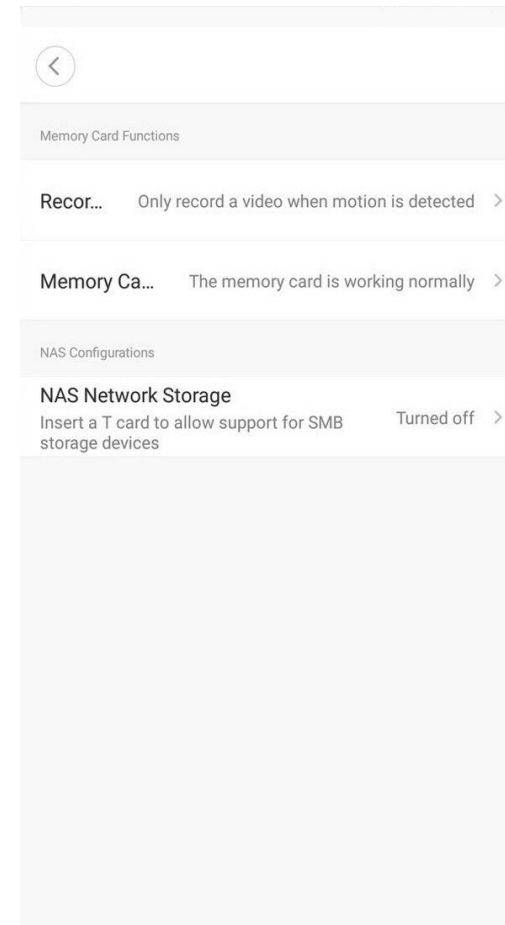 Memory Card Functions
Recor... Only record a video when motion is detected
Memory Ca... The memory card is working normally
NAS Configurations
NAS Network Storage
Insert a T card to allow support for SMB Turned off
storage devices